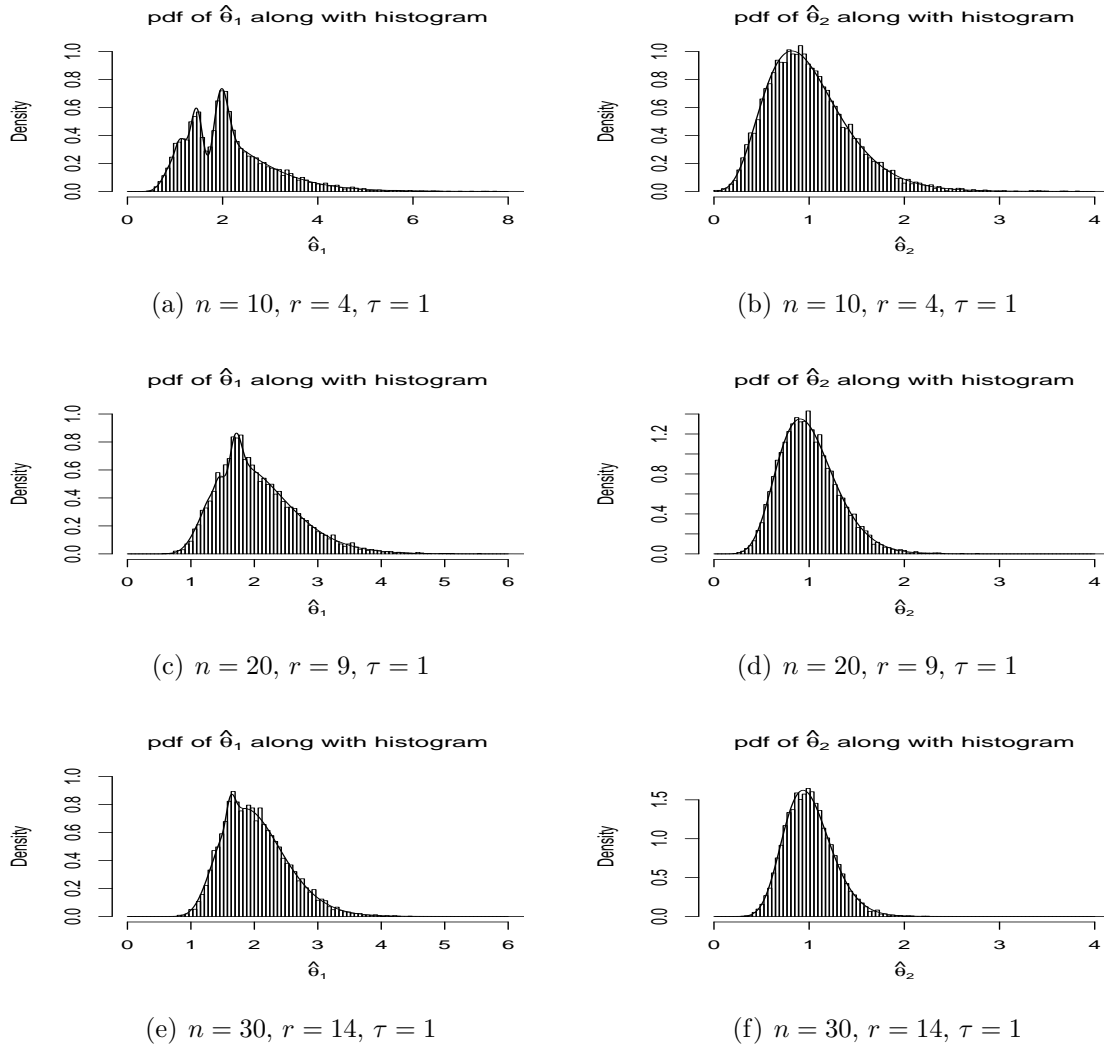 pdf of θ̂₁ along with histogram
Density
0.0 0.2 0.4 0.6 0.8 1.0
0 2 4 6 8
θ̂₁
(a) n = 10, r = 4, τ = 1
pdf of θ̂₂ along with histogram
Density
0.0 0.2 0.4 0.6 0.8 1.0
0 1 2 3 4
θ̂₂
(b) n = 10, r = 4, τ = 1
pdf of θ̂₁ along with histogram
Density
0.0 0.2 0.4 0.6 0.8 1.0
0 1 2 3 4 5 6
θ̂₁
(c) n = 20, r = 9, τ = 1
pdf of θ̂₂ along with histogram
Density
0.0 0.4 0.8 1.2
0 1 2 3 4
θ̂₂
(d) n = 20, r = 9, τ = 1
pdf of θ̂₁ along with histogram
Density
0.0 0.2 0.4 0.6 0.8 1.0
0 1 2 3 4 5 6
θ̂₁
(e) n = 30, r = 14, τ = 1
pdf of θ̂₂ along with histogram
Density
0.0 0.5 1.0 1.5
0 1 2 3 4
θ̂₂
(f) n = 30, r = 14, τ = 1